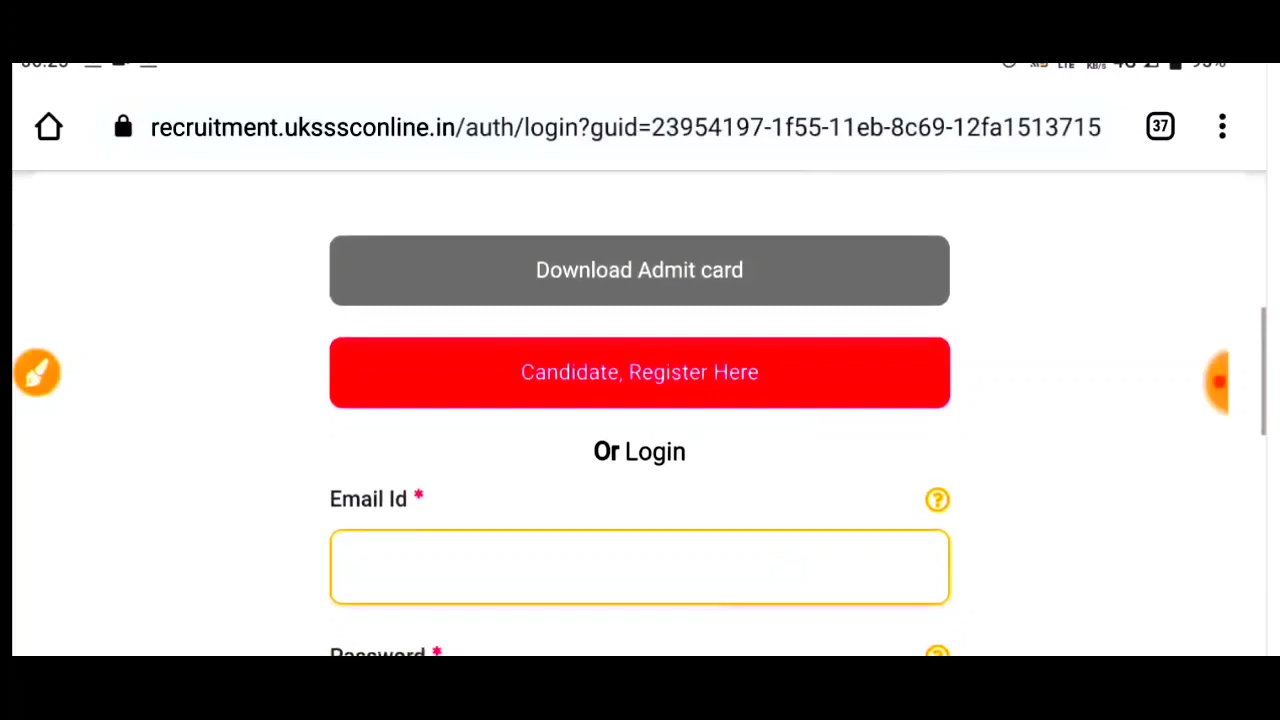 recruitment.uksssconline.in/auth/login?guid=23954197-1f55-11eb-8c69-12fa1513715
37
Download Admit card
Candidate, Register Here
Or Login
Email Id *
?
Password *
?